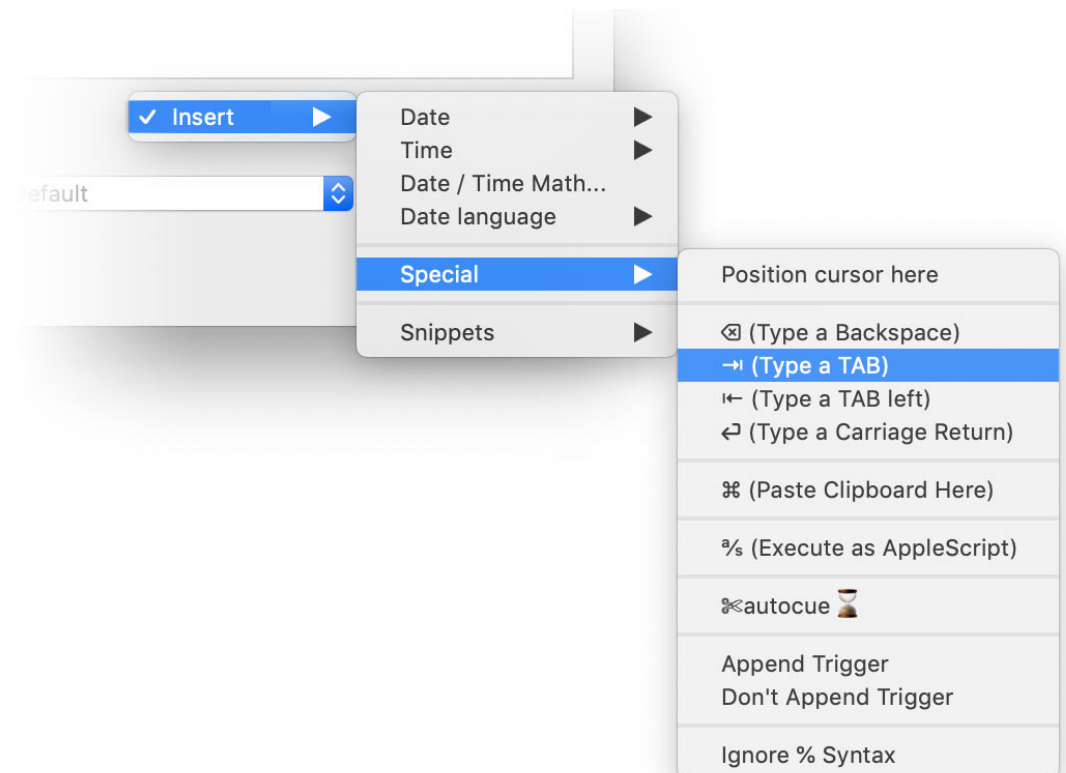 ✓ Insert ▶
Default
Date ▶
Time ▶
Date / Time Math...
Date language ▶
Special ▶
Snippets ▶
Position cursor here
⌫ (Type a Backspace)
⇥ (Type a TAB)
⇤ (Type a TAB left)
↩ (Type a Carriage Return)
⌘ (Paste Clipboard Here)
ª⁄s (Execute as AppleScript)
✄autocue⌛
Append Trigger
Don't Append Trigger
Ignore % Syntax